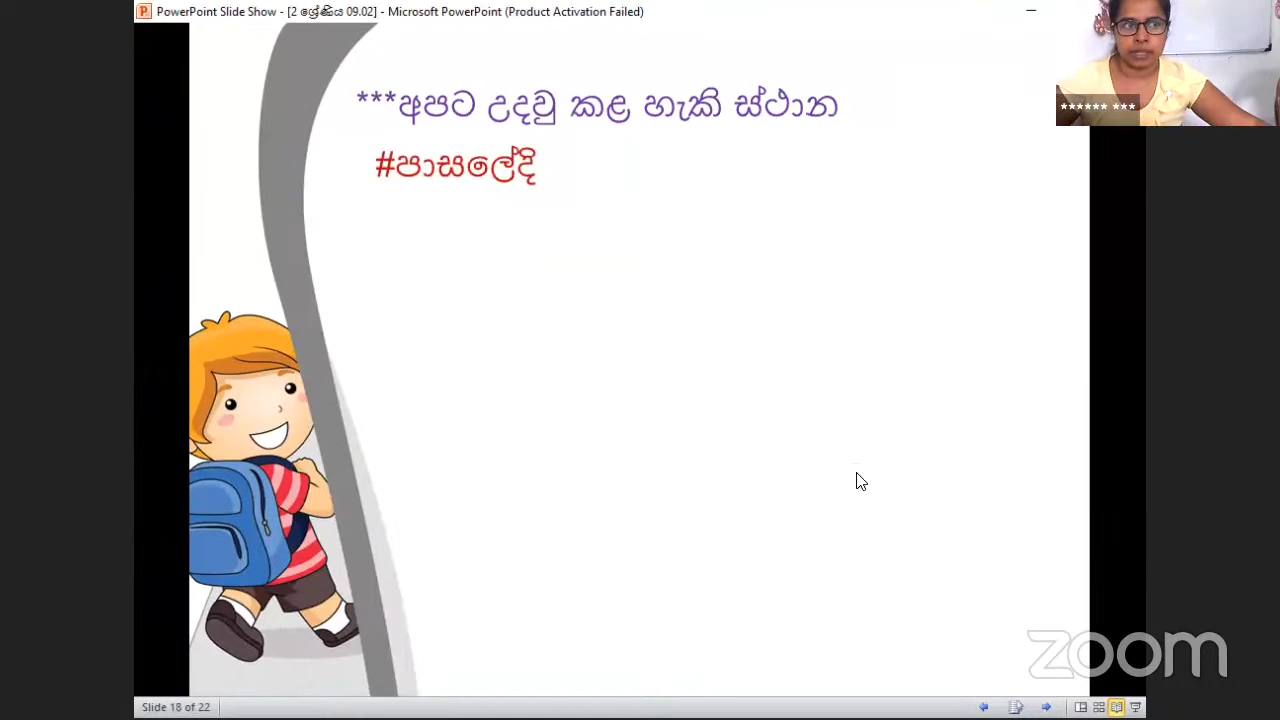 PowerPoint Slide Show - [2 ශ්‍රේණිය 09.02] - Microsoft PowerPoint (Product Activation Failed)
****** ***
***අපට උදවු කළ හැකි ස්ථාන
#පාසලේදි
zoom
Slide 18 of 22